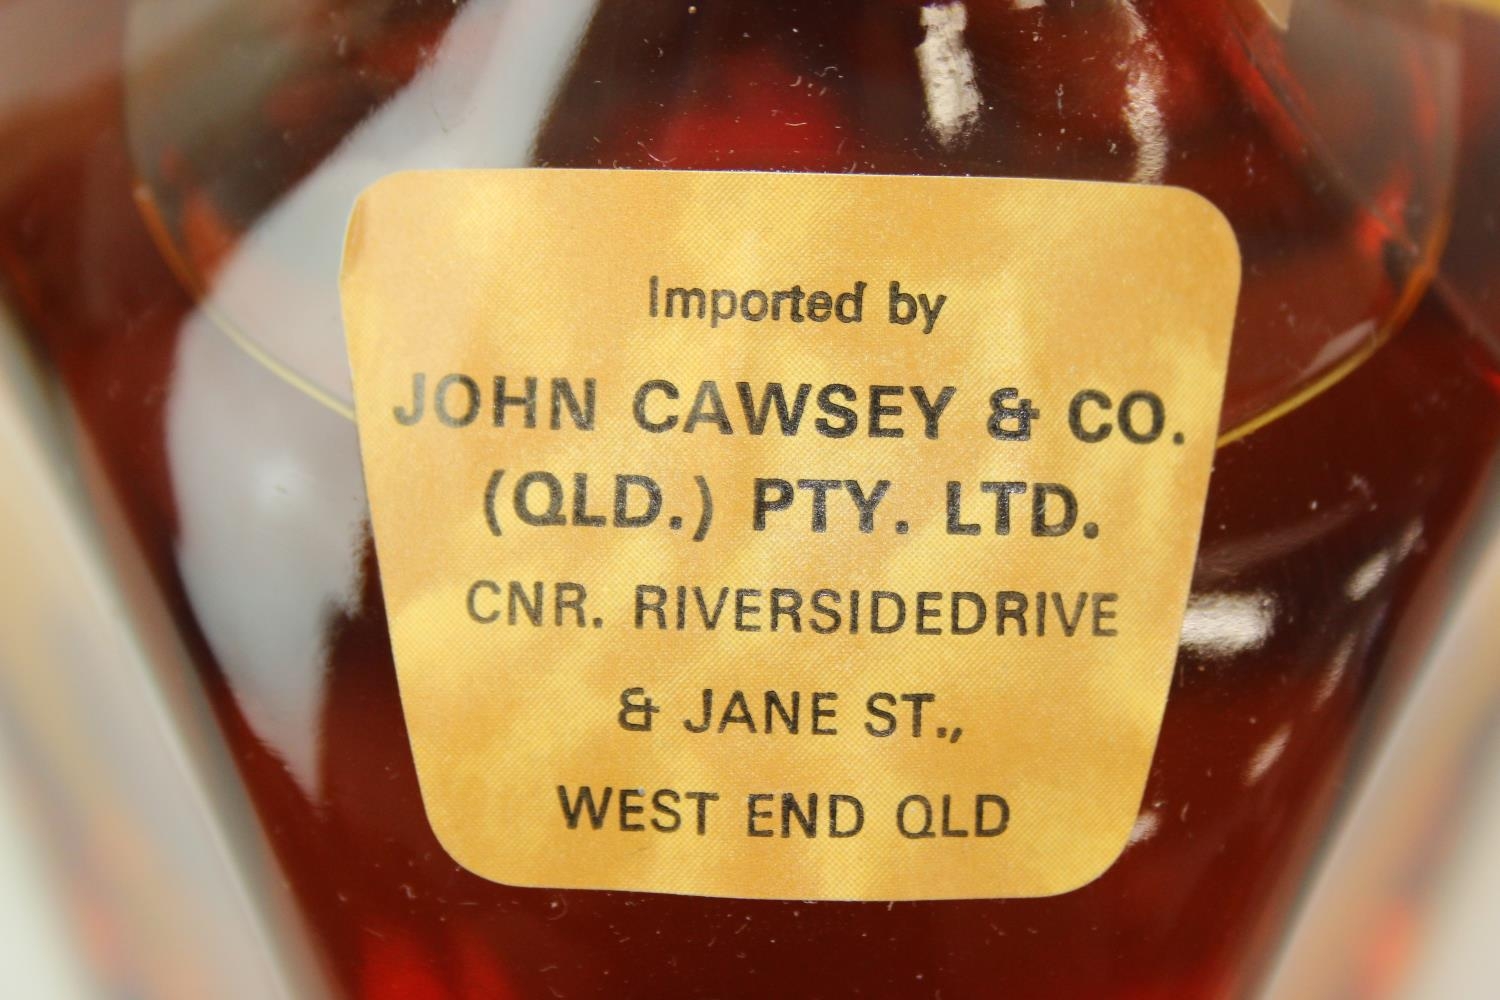 Imported by
JOHN CAWSEY & CO.
(QLD.) PTY. LTD.
CNR. RIVERSIDEDRIVE
& JANE ST.,
WEST END QLD